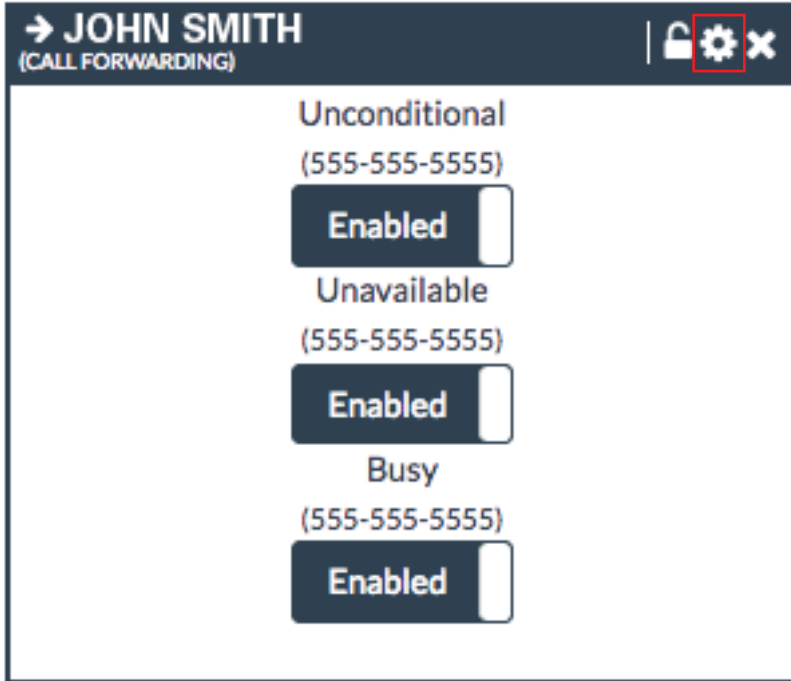 JOHN SMITH
(CALL FORWARDING)
Unconditional
(555-555-5555)
Enabled
Unavailable
(555-555-5555)
Enabled
Busy
(555-555-5555)
Enabled